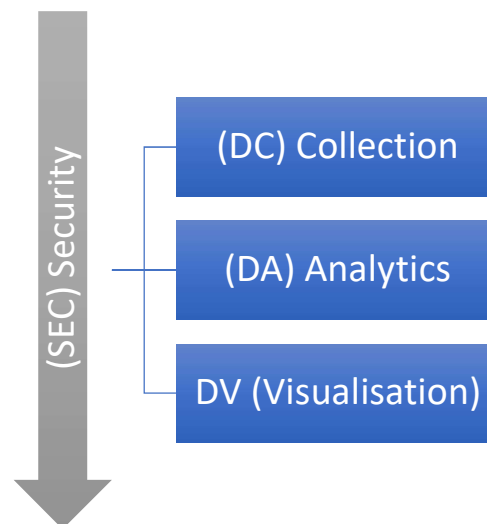 (SEC) Security
(DC) Collection
(DA) Analytics
DV (Visualisation)